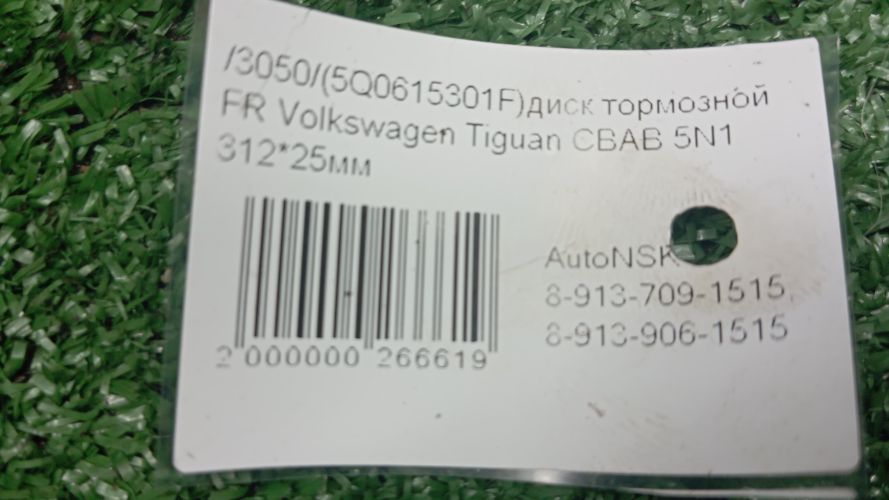 /3050/(5Q0615301F)диск тормозной
FR Volkswagen Tiguan CBAB 5N1
312*25мм
AutoNSK
8-913-709-1515,
8-913-906-1515
2 000000 266619